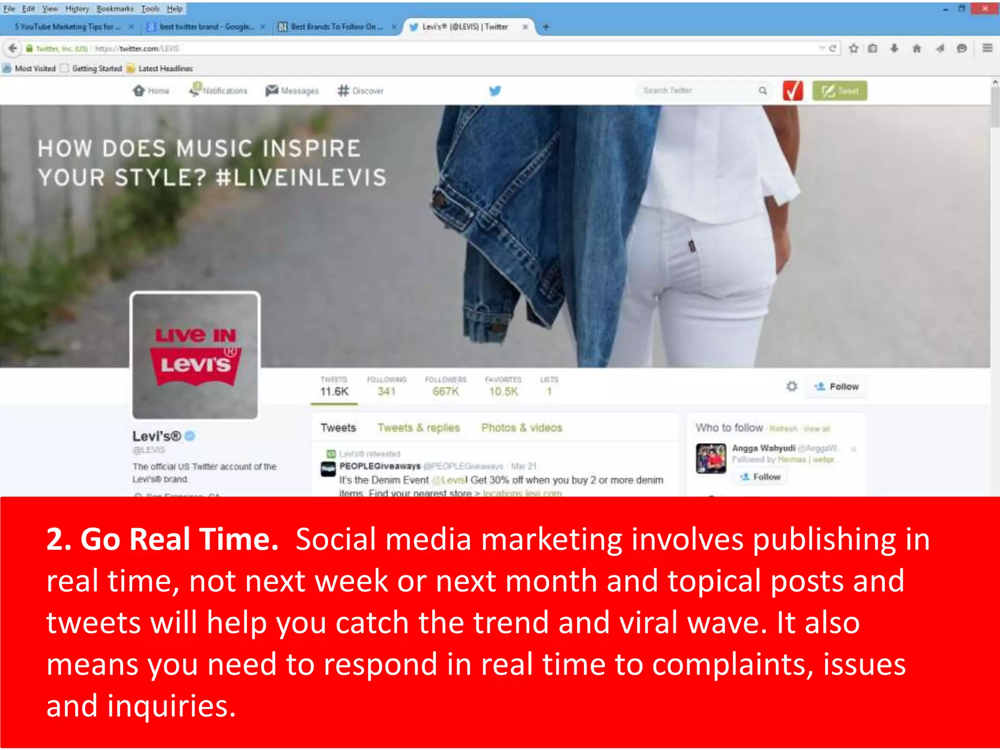 File Edit View History Bookmarks Tools Help
5 YouTube Marketing Tips for ... best twitter brand - Google... Best Brands To Follow On ... Levi's® (@LEVIS) | Twitter
Twitter, Inc. (US) https://twitter.com/LEVIS
Most Visited Getting Started Latest Headlines
Home Notifications Messages Discover Search Twitter Tweet
HOW DOES MUSIC INSPIRE
YOUR STYLE? #LIVEINLEVIS
LIVE IN
LEVI'S®
TWEETS FOLLOWING FOLLOWERS FAVORITES LISTS
11.6K 341 667K 10.5K 1
Follow
Levi's®
@LEVIS
The official US Twitter account of the
Levi's® brand
San Francisco, CA
Tweets Tweets & replies Photos & videos
Levi's® retweeted
PEOPLEGiveaways @PEOPLEGiveaways · Mar 21
It's the Denim Event @Levis! Get 30% off when you buy 2 or more denim
items. Find your nearest store > locations.levi.com
Who to follow · Refresh · View all
Angga Wahyudi @AnggaW...
Followed by Hermas | webpr...
Follow
2. Go Real Time. Social media marketing involves publishing in
real time, not next week or next month and topical posts and
tweets will help you catch the trend and viral wave. It also
means you need to respond in real time to complaints, issues
and inquiries.